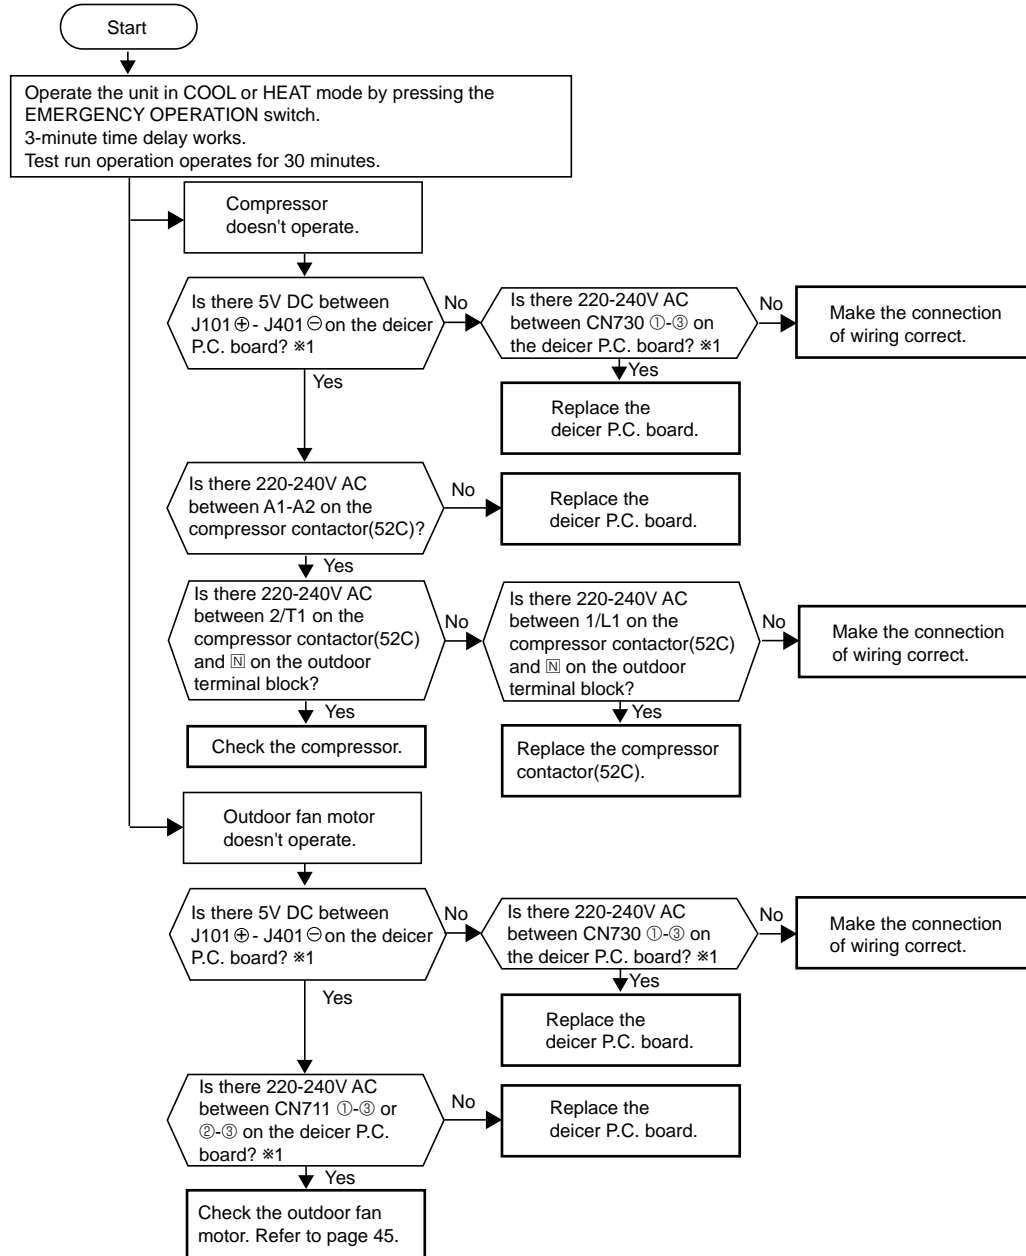 Start
Operate the unit in COOL or HEAT mode by pressing the
EMERGENCY OPERATION switch.
3-minute time delay works.
Test run operation operates for 30 minutes.
Compressor
doesn't operate.
Is there 5V DC between
J101 ⊕ - J401 ⊖ on the deicer
P.C. board? ※1
No
Is there 220-240V AC
between CN730 ①-③ on
the deicer P.C. board? ※1
No
Make the connection
of wiring correct.
Yes
Yes
Replace the
deicer P.C. board.
Is there 220-240V AC
between A1-A2 on the
compressor contactor(52C)?
No
Replace the
deicer P.C. board.
Yes
Is there 220-240V AC
between 2/T1 on the
compressor contactor(52C)
and 🄽 on the outdoor
terminal block?
No
Is there 220-240V AC
between 1/L1 on the
compressor contactor(52C)
and 🄽 on the outdoor
terminal block?
No
Make the connection
of wiring correct.
Yes
Yes
Check the compressor.
Replace the compressor
contactor(52C).
Outdoor fan motor
doesn't operate.
Is there 5V DC between
J101 ⊕ - J401 ⊖ on the deicer
P.C. board? ※1
No
Is there 220-240V AC
between CN730 ①-③ on
the deicer P.C. board? ※1
No
Make the connection
of wiring correct.
Yes
Yes
Replace the
deicer P.C. board.
Is there 220-240V AC
between CN711 ①-③ or
②-③ on the deicer P.C.
board? ※1
No
Replace the
deicer P.C. board.
Yes
Check the outdoor fan
motor. Refer to page 45.